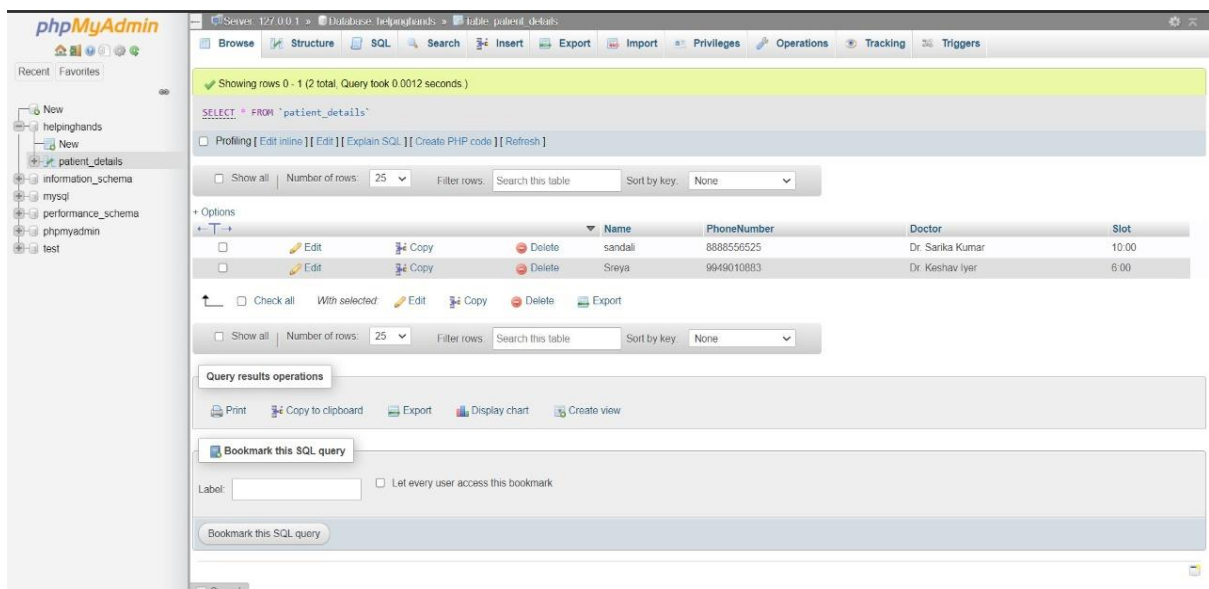 phpMyAdmin
Recent Favorites
New
helpinghands
New
patient_details
information_schema
mysql
performance_schema
phpmyadmin
test
Server: 127.0.0.1 » Database: helpinghands » Table: patient_details
Browse Structure SQL Search Insert Export Import Privileges Operations Tracking Triggers
Showing rows 0 - 1 (2 total, Query took 0.0012 seconds.)
SELECT * FROM `patient_details`
Profiling [ Edit inline ] [ Edit ] [ Explain SQL ] [ Create PHP code ] [ Refresh ]
Show all | Number of rows: 25 Filter rows: Search this table Sort by key: None
+ Options
←T→ Name PhoneNumber Doctor Slot
Edit Copy Delete sandali 8888556525 Dr. Sarika Kumar 10:00
Edit Copy Delete Sreya 9949010883 Dr. Keshav Iyer 6:00
Check all With selected: Edit Copy Delete Export
Show all | Number of rows: 25 Filter rows: Search this table Sort by key: None
Query results operations
Print Copy to clipboard Export Display chart Create view
Bookmark this SQL query
Label: Let every user access this bookmark
Bookmark this SQL query